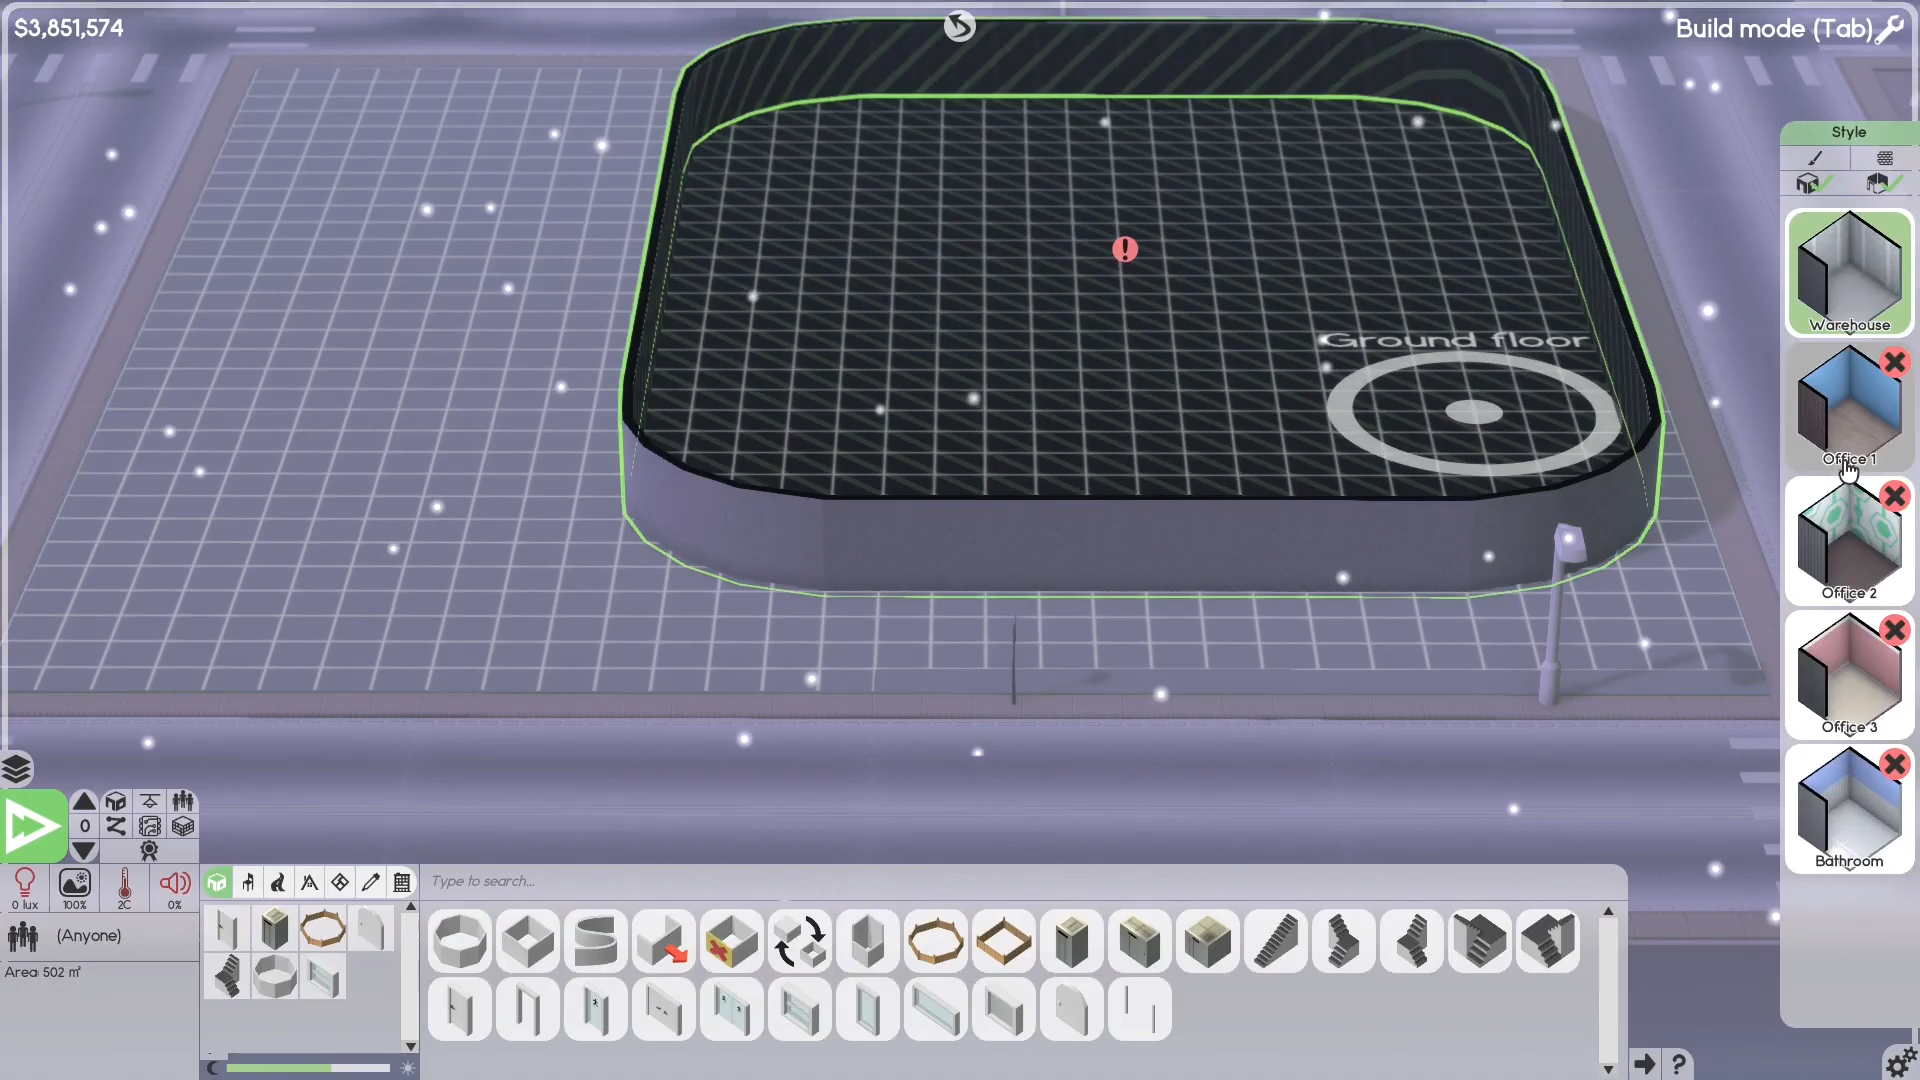 $3,851,574
Build mode (Tab)
Style
Warehouse
Ground floor
Office 1
Office 2
Office 3
Bathroom
0
0 lux
100%
2C
0%
Type to search...
(Anyone)
Area: 502 m²
?